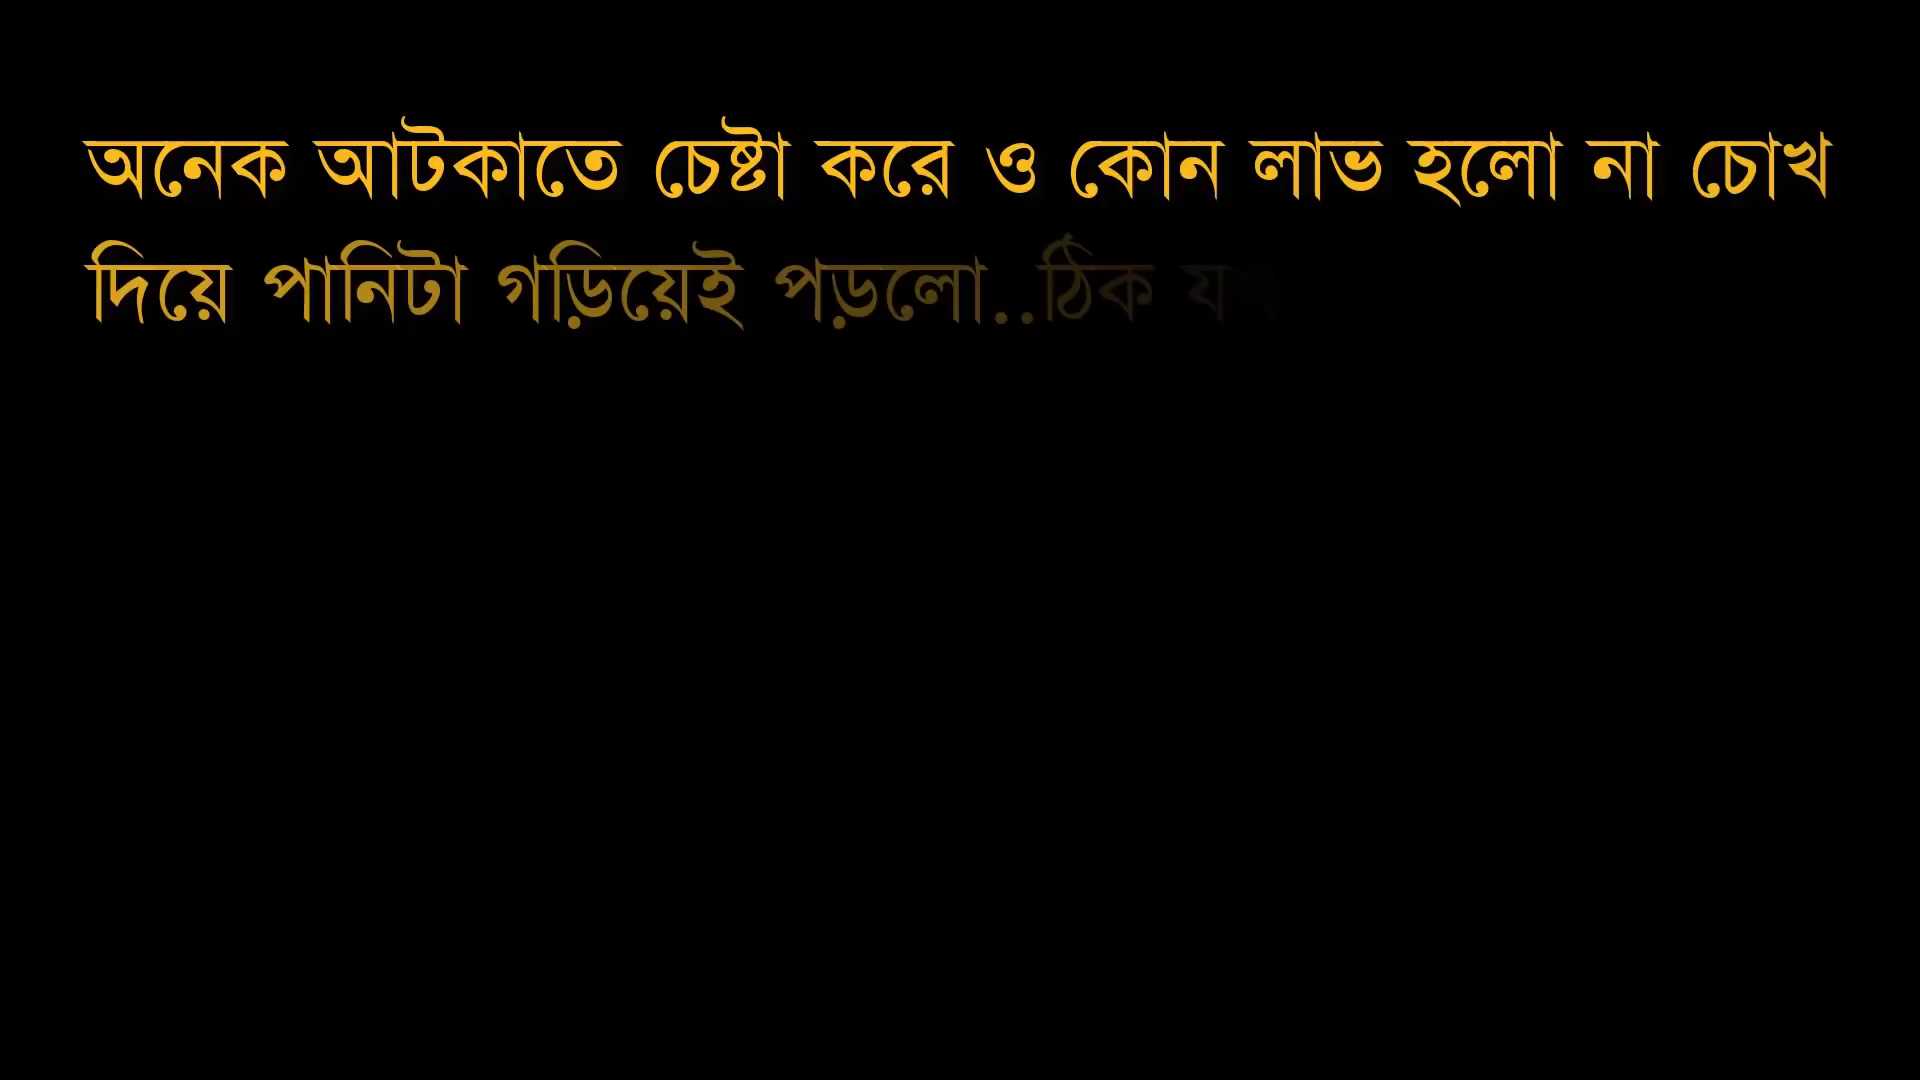 অনেক আটকাতে চেষ্টা করে ও কোন লাভ হলো না চোখ
দিয়ে পানিটা গড়িয়েই পড়লো..ঠিক